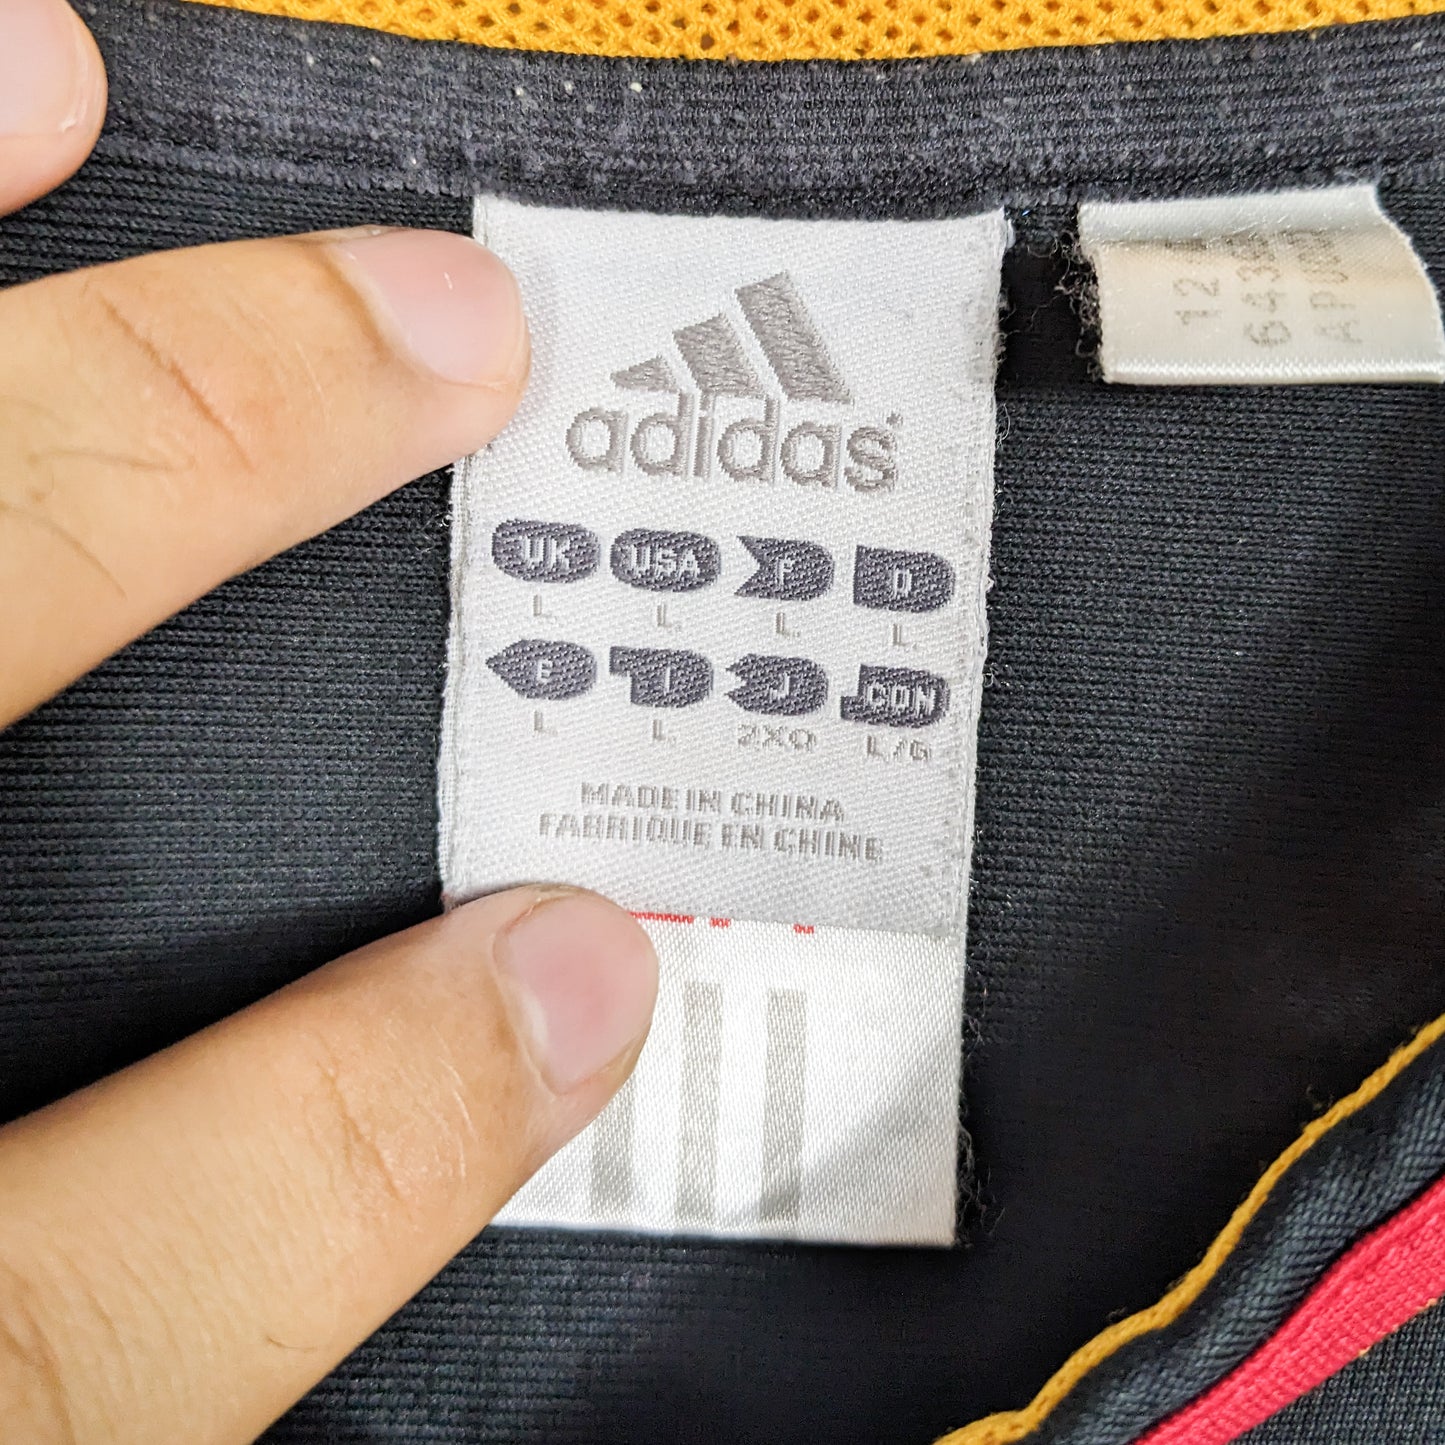 adidas
UK USA F D
L L L L
E I J CDN
L L 2XO L/G
MADE IN CHINA
FABRIQUE EN CHINE